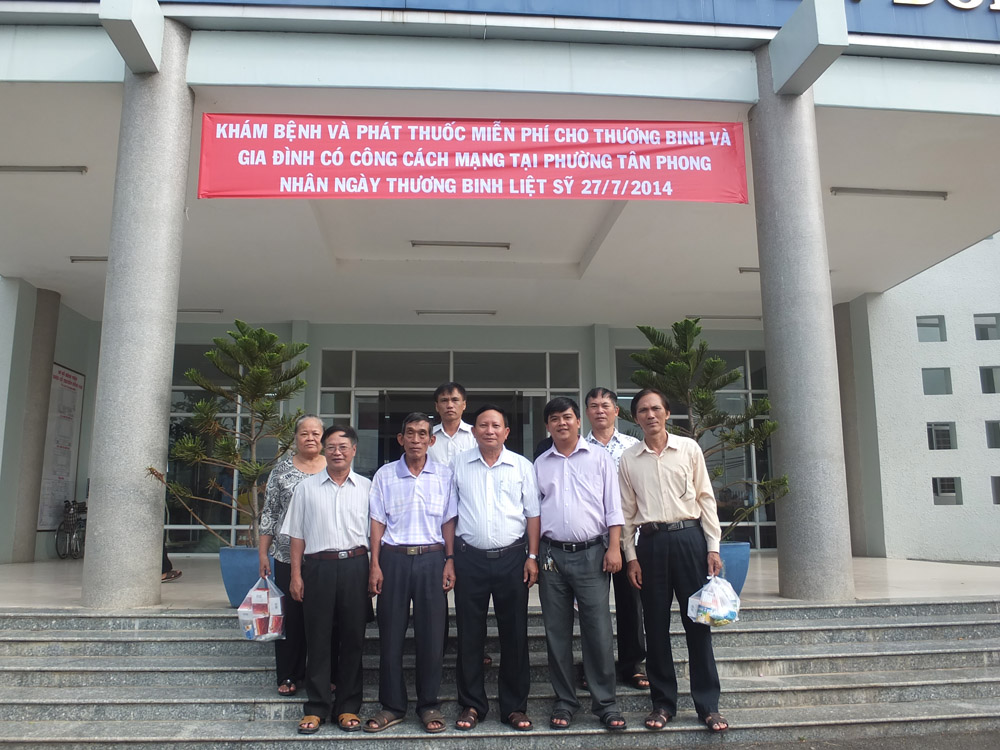 KHÁM BỆNH VÀ PHÁT THUỐC MIỄN PHÍ CHO THƯƠNG BINH VÀ
GIA ĐÌNH CÓ CÔNG CÁCH MẠNG TẠI PHƯỜNG TÂN PHONG
NHÂN NGÀY THƯƠNG BINH LIỆT SỸ 27/7/2014